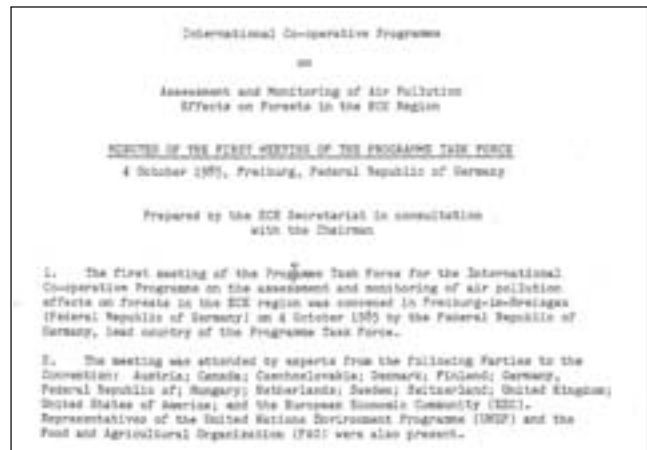 International Co-operative Programme
on
Assessment and Monitoring of Air Pollution
Effects on Forests in the ECE Region
MINUTES OF THE FIRST MEETING OF THE PROGRAMME TASK FORCE
4 October 1985, Freiburg, Federal Republic of Germany
Prepared by the ECE Secretariat in consultation
with the Chairman
1. The first meeting of the Programme Task Force for the International
Co-operative Programme on the assessment and monitoring of air pollution
effects on forests in the ECE region was convened in Freiburg-im-Breisgau
(Federal Republic of Germany) on 4 October 1985 by the Federal Republic of
Germany, lead country of the Programme Task Force.
2. The meeting was attended by experts from the following Parties to the
Convention: Austria; Canada; Czechoslovakia; Denmark; Finland; Germany,
Federal Republic of; Hungary; Netherlands; Sweden; Switzerland; United Kingdom;
United States of America; and the European Economic Community (EEC).
Representatives of the United Nations Environment Programme (UNEP) and the
Food and Agricultural Organization (FAO) were also present.